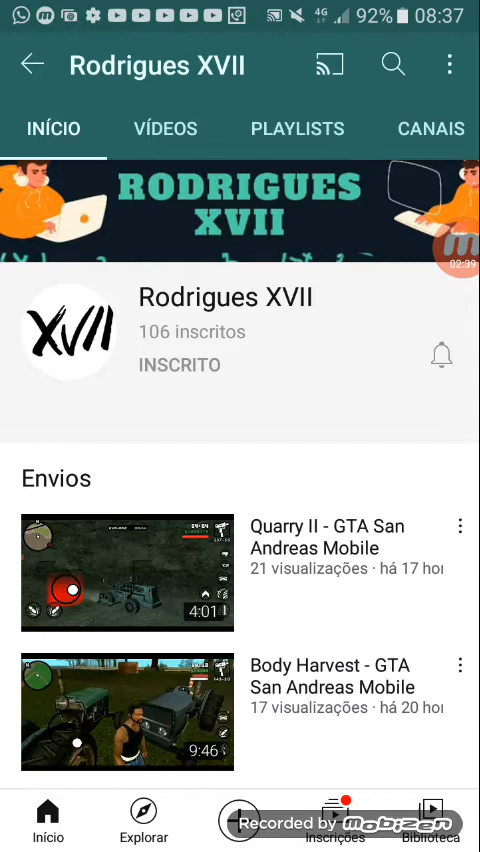 4G 92% 08:37
Rodrigues XVII
INÍCIO VÍDEOS PLAYLISTS CANAIS
RODRIGUES
XVII
02:39
XVII
Rodrigues XVII
106 inscritos
INSCRITO
Envios
Quarry II - GTA San
Andreas Mobile
21 visualizações · há 17 hor
4:01
Body Harvest - GTA
San Andreas Mobile
17 visualizações · há 20 hor
9:46
Início Explorar Inscrições Biblioteca
Recorded by mobizen